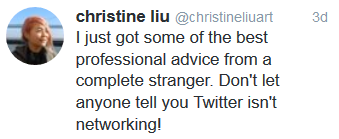 christine liu @christineliuart 3d
I just got some of the best
professional advice from a
complete stranger. Don't let
anyone tell you Twitter isn't
networking!